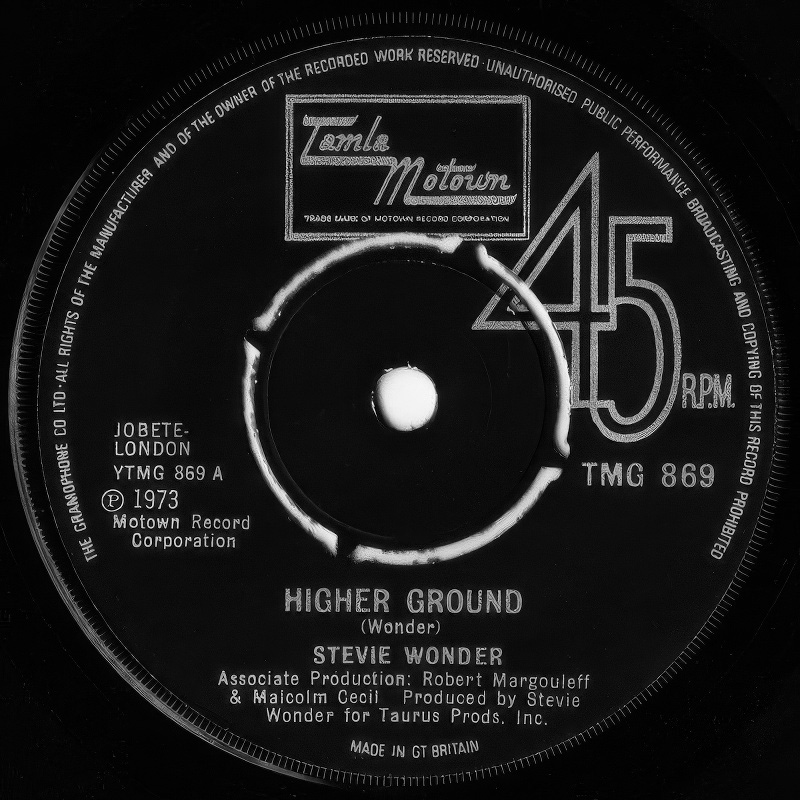 THE GRAMOPHONE CO LTD · ALL RIGHTS OF THE MANUFACTURER AND OF THE OWNER OF THE RECORDED WORK RESERVED · UNAUTHORISED PUBLIC PERFORMANCE BROADCASTING AND COPYING OF THIS RECORD PROHIBITED
Tamla
Motown
TRADE MARK OF MOTOWN RECORD CORPORATION
45
R.P.M.
JOBETE-
LONDON
YTMG 869 A
℗ 1973
Motown Record
Corporation
TMG 869
HIGHER GROUND
(Wonder)
STEVIE WONDER
Associate Production: Robert Margouleff
& Malcolm Cecil Produced by Stevie
Wonder for Taurus Prods. Inc.
MADE IN GT BRITAIN